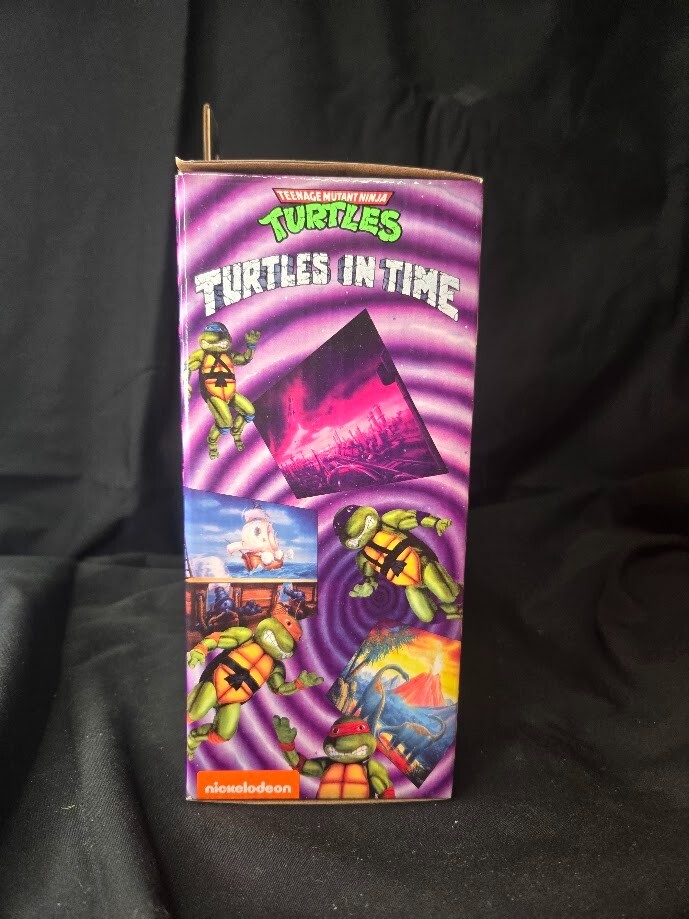 TEENAGE MUTANT NINJA
TURTLES
TURTLES IN TIME
nickelodeon